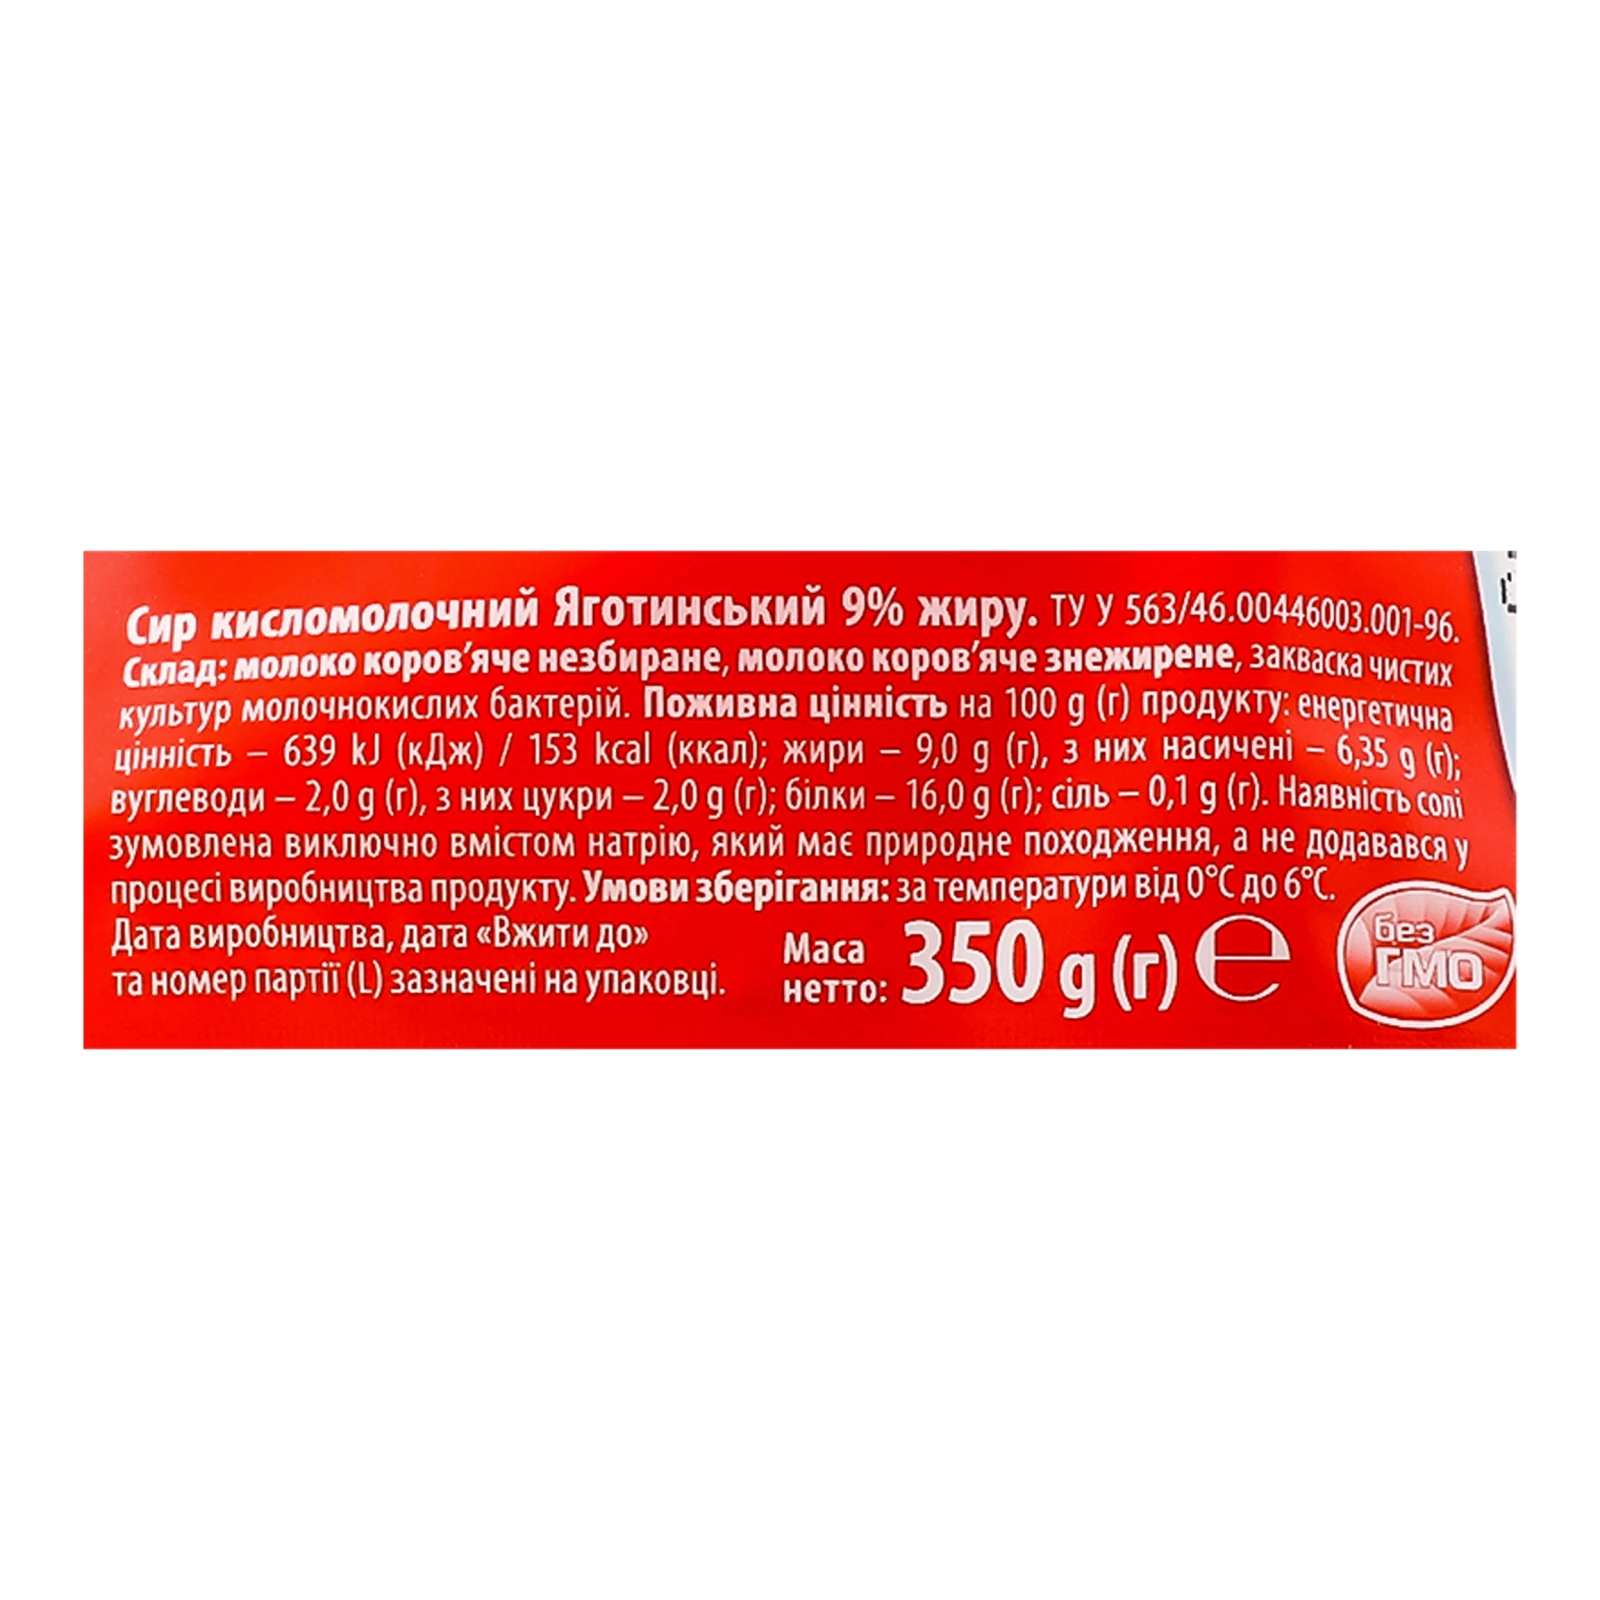 Сир кисломолочний Яготинський 9% жиру. ТУ У 563/46.00446003.001-96.
Склад: молоко коров'яче незбиране, молоко коров'яче знежирене, закваска чистих
культур молочнокислих бактерій. Поживна цінність на 100 g (г) продукту: енергетична
цінність – 639 kJ (кДж) / 153 kcal (ккал); жири – 9,0 g (г), з них насичені – 6,35 g (г);
вуглеводи – 2,0 g (г), з них цукри – 2,0 g (г); білки – 16,0 g (г); сіль – 0,1 g (г). Наявність солі
зумовлена виключно вмістом натрію, який має природне походження, а не додавався у
процесі виробництва продукту. Умови зберігання: за температури від 0°С до 6°С.
Дата виробництва, дата «Вжити до»
та номер партії (L) зазначені на упаковці.
Маса
нетто: 350 g (г) ℮
без
ГМО